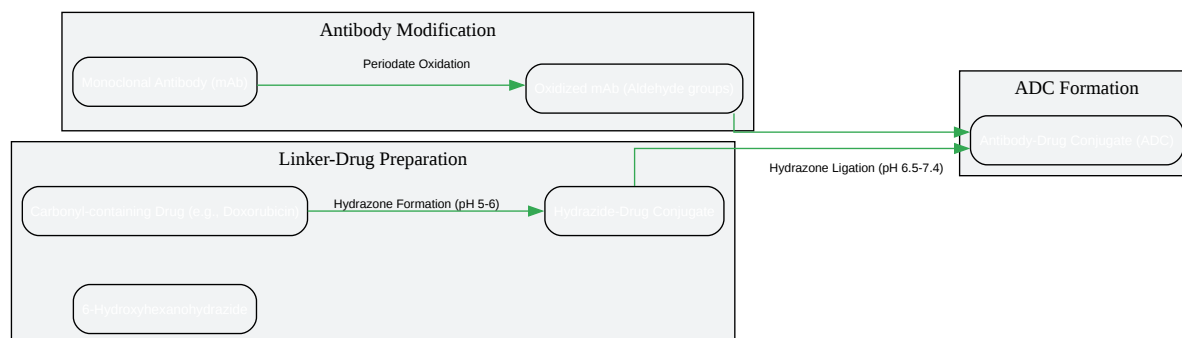 Antibody Modification
Monoclonal Antibody (mAb)
Periodate Oxidation
Oxidized mAb (Aldehyde groups)
ADC Formation
Antibody-Drug Conjugate (ADC)
Hydrazone Ligation (pH 6.5-7.4)
Linker-Drug Preparation
Carbonyl-containing Drug (e.g., Doxorubicin)
Hydrazone Formation (pH 5-6)
Hydrazide-Drug Conjugate
6-Hydroxyhexanohydrazide